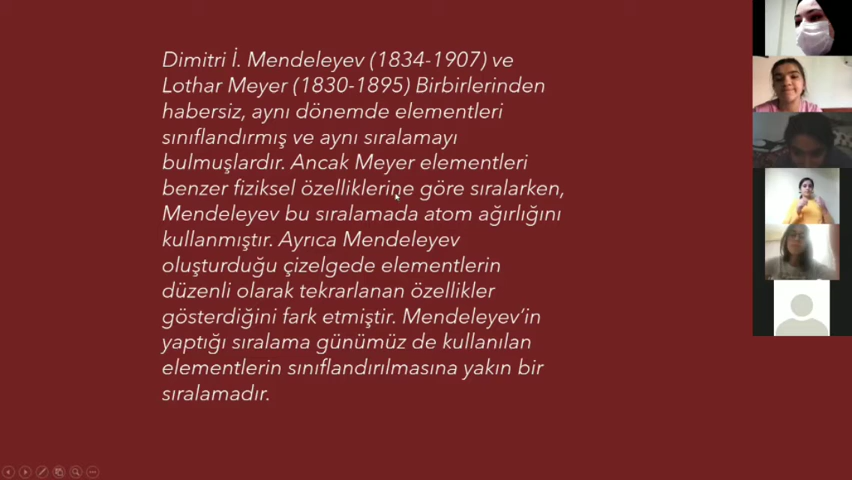 Dimitri İ. Mendeleyev (1834-1907) ve
Lothar Meyer (1830-1895) Birbirlerinden
habersiz, aynı dönemde elementleri
sınıflandırmış ve aynı sıralamayı
bulmuşlardır. Ancak Meyer elementleri
benzer fiziksel özelliklerine göre sıralarken,
Mendeleyev bu sıralamada atom ağırlığını
kullanmıştır. Ayrıca Mendeleyev
oluşturduğu çizelgede elementlerin
düzenli olarak tekrarlanan özellikler
gösterdiğini fark etmiştir. Mendeleyev’in
yaptığı sıralama günümüz de kullanılan
elementlerin sınıflandırılmasına yakın bir
sıralamadır.